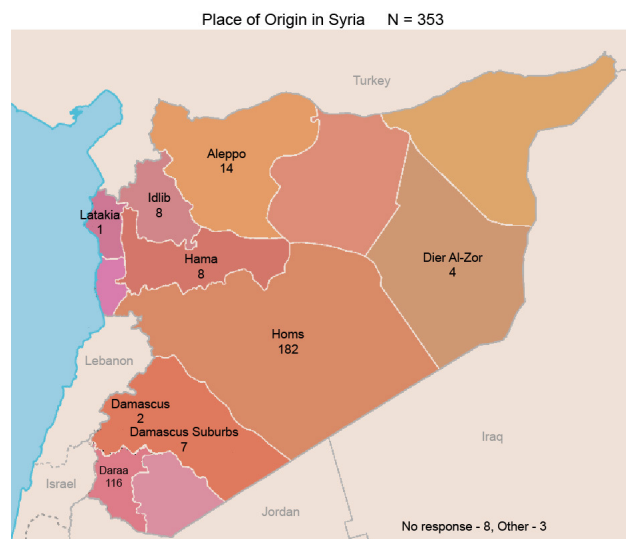 Place of Origin in Syria N = 353
Turkey
Aleppo
14
Idlib
8
Latakia
1
Hama
8
Dier Al-Zor
4
Homs
182
Lebanon
Damascus
2
Damascus Suburbs
7
Iraq
Daraa
116
Israel
Jordan
No response - 8, Other - 3